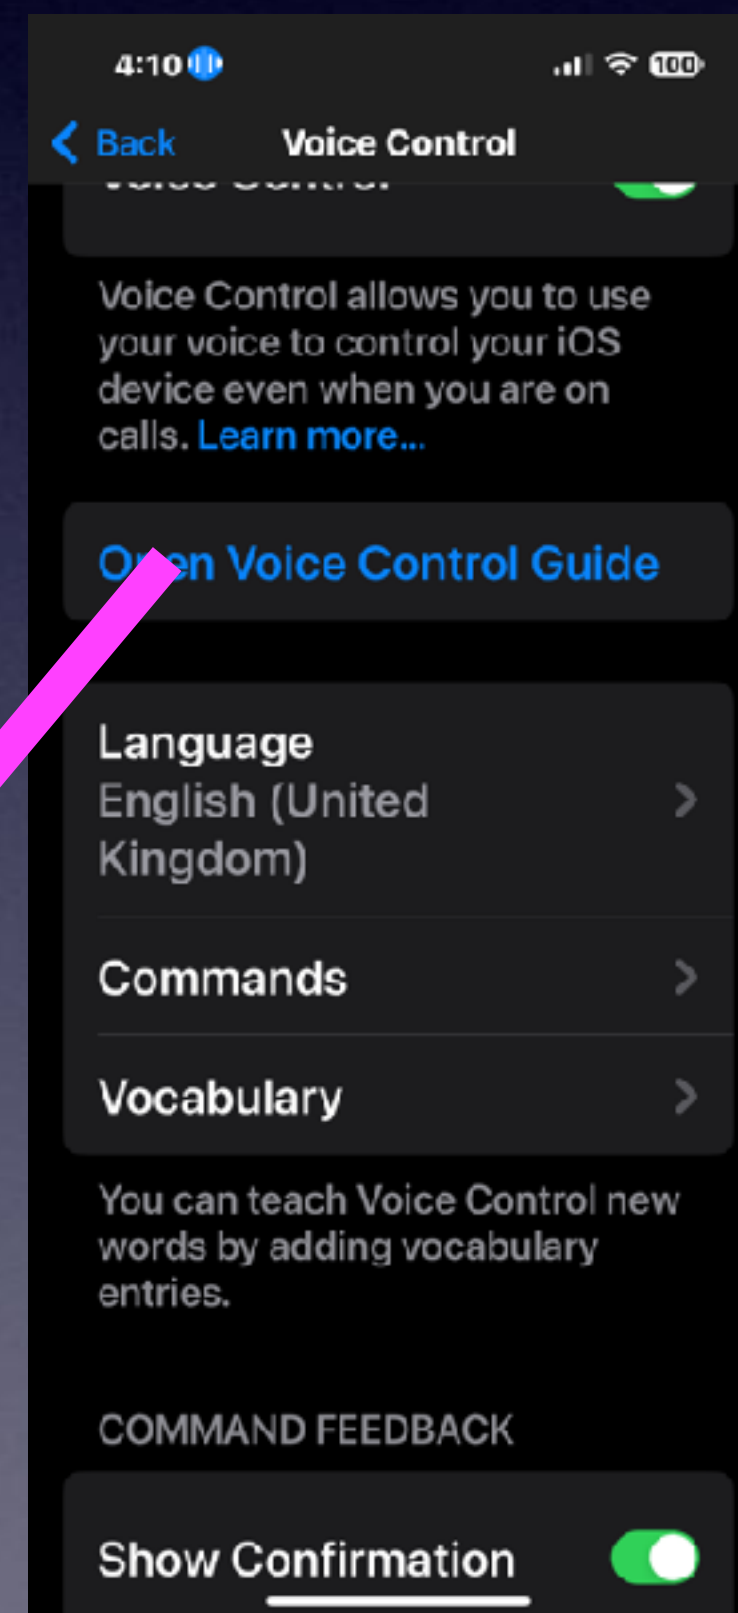 4:10
100
Back
Voice Control
Voice Control
Voice Control allows you to use
your voice to control your iOS
device even when you are on
calls. Learn more...
Open Voice Control Guide
Language
English (United
Kingdom)
Commands
Vocabulary
You can teach Voice Control new
words by adding vocabulary
entries.
COMMAND FEEDBACK
Show Confirmation